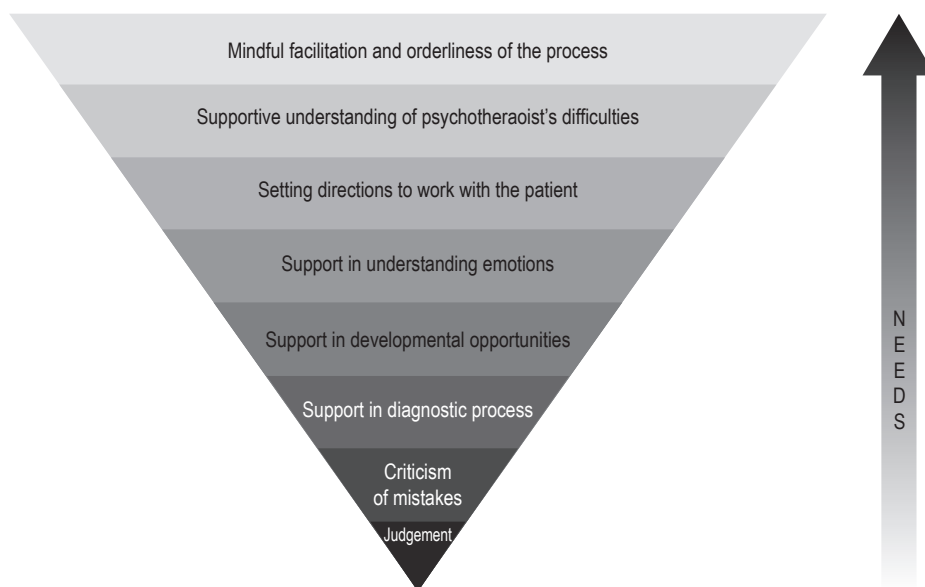 Mindful facilitation and orderliness of the process
Supportive understanding of psychotheraoist's difficulties
Setting directions to work with the patient
Support in understanding emotions
Support in developmental opportunities
Support in diagnostic process
Criticism
of mistakes
Judgement
N
E
E
D
S